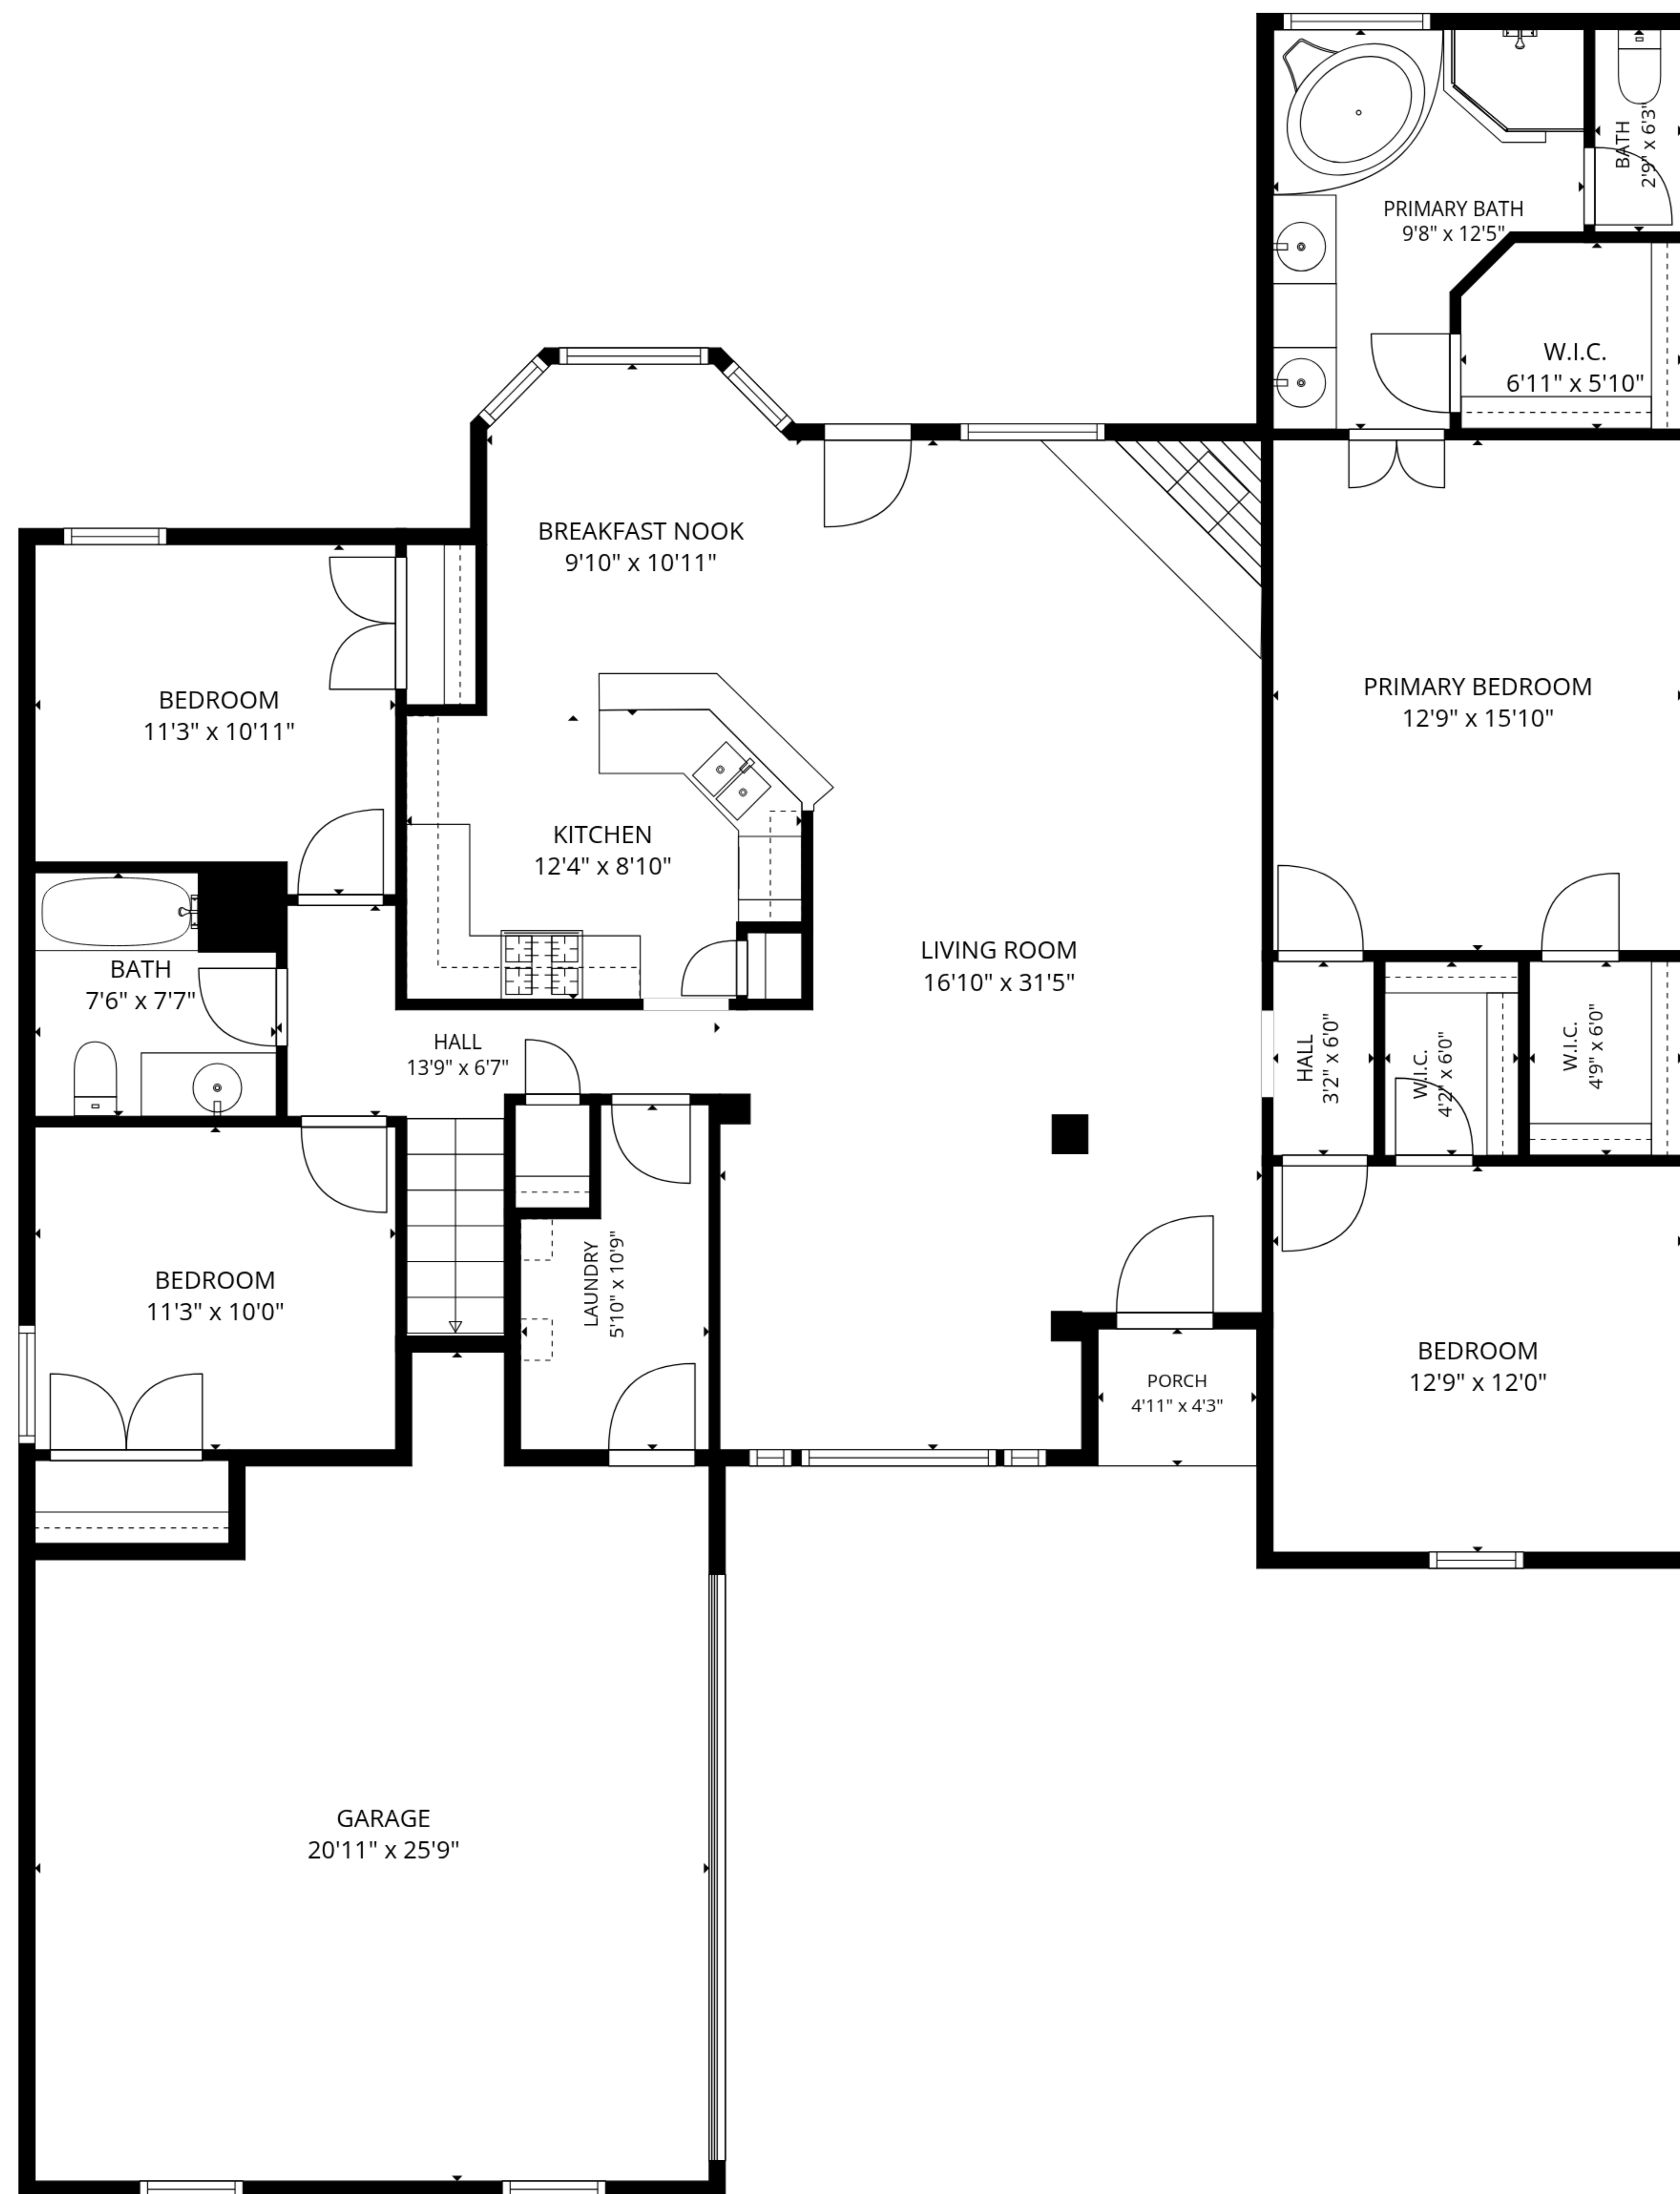 BATH
2'9" x 6'3"
PRIMARY BATH
9'8" x 12'5"
W.I.C.
6'11" x 5'10"
BREAKFAST NOOK
9'10" x 10'11"
BEDROOM
11'3" x 10'11"
PRIMARY BEDROOM
12'9" x 15'10"
KITCHEN
12'4" x 8'10"
LIVING ROOM
16'10" x 31'5"
BATH
7'6" x 7'7"
HALL
13'9" x 6'7"
HALL
3'2" x 6'0"
W.I.C.
4'2" x 6'0"
W.I.C.
4'9" x 6'0"
BEDROOM
11'3" x 10'0"
LAUNDRY
5'10" x 10'9"
PORCH
4'11" x 4'3"
BEDROOM
12'9" x 12'0"
GARAGE
20'11" x 25'9"